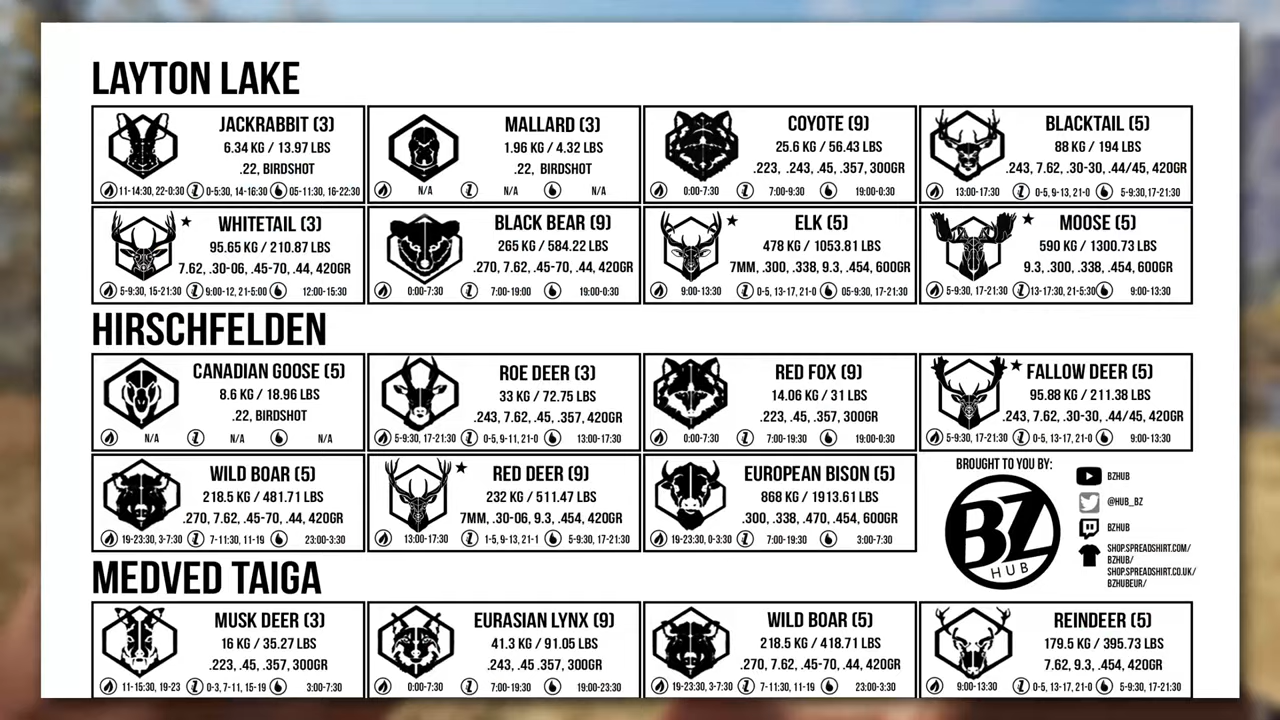 LAYTON LAKE
JACKRABBIT (3)
6.34 KG / 13.97 LBS
.22, BIRDSHOT
11-14:30, 22-0:30 0-5:30, 14-16:30 05-11:30, 16-22:30
MALLARD (3)
1.96 KG / 4.32 LBS
.22, BIRDSHOT
N/A N/A N/A
COYOTE (9)
25.6 KG / 56.43 LBS
.223, .243, .45, .357, 300GR
0:00-7:30 7:00-9:30 19:00-0:30
BLACKTAIL (5)
88 KG / 194 LBS
.243, 7.62, .30-30, .44/45, 420GR
13:00-17:30 0-5, 9-13, 21-0 5-9:30,17-21:30
WHITETAIL (3)
95.65 KG / 210.87 LBS
7.62, .30-06, .45-70, .44, 420GR
5-9:30, 15-21:30 9:00-12, 21-5:00 12:00-15:30
BLACK BEAR (9)
265 KG / 584.22 LBS
.270, 7.62, .45-70, .44, 420GR
0:00-7:30 7:00-19:00 19:00-0:30
ELK (5)
478 KG / 1053.81 LBS
7MM, .300, .338, 9.3, .454, 600GR
9:00-13:30 0-5, 13-17, 21-0 05-9:30, 17-21:30
MOOSE (5)
590 KG / 1300.73 LBS
9.3, .300, .338, .454, 600GR
5-9:30, 17-21:30 13-17:30, 21-5:30 9:00-13:30
HIRSCHFELDEN
CANADIAN GOOSE (5)
8.6 KG / 18.96 LBS
.22, BIRDSHOT
N/A N/A N/A
ROE DEER (3)
33 KG / 72.75 LBS
.243, 7.62, .45, .357, 420GR
5-9:30, 17-21:30 0-5, 9-11, 21-0 13:00-17:30
RED FOX (9)
14.06 KG / 31 LBS
.223, .45, .357, 300GR
0:00-7:30 7:00-19:30 19:00-0:30
FALLOW DEER (5)
95.88 KG / 211.38 LBS
.243, 7.62, .30-30, .44/45, 420GR
5-9:30, 17-21:30 0-5, 13-17, 21-0 9:00-13:30
WILD BOAR (5)
218.5 KG / 481.71 LBS
.270, 7.62, .45-70, .44, 420GR
19-23:30, 3-7:30 7-11:30, 11-19 23:00-3:30
RED DEER (9)
232 KG / 511.47 LBS
7MM, .30-06, 9.3, .454, 420GR
13:00-17:30 1-5, 9-13, 21-1 5-9:30, 17-21:30
EUROPEAN BISON (5)
868 KG / 1913.61 LBS
.300, .338, .470, .454, 600GR
19-23:30, 0-3:30 7:00-19:30 3:00-7:30
BROUGHT TO YOU BY:
BZ
HUB
BZHUB
@HUB_BZ
BZHUB
SHOP.SPREADSHIRT.COM/
BZHUB/
SHOP.SPREADSHIRT.CO.UK/
BZHUBEUR/
MEDVED TAIGA
MUSK DEER (3)
16 KG / 35.27 LBS
.223, .45, .357, 300GR
11-15:30, 19-23 0-3, 7-11, 15-19 3:00-7:30
EURASIAN LYNX (9)
41.3 KG / 91.05 LBS
.243, .45 .357, 300GR
0:00-7:30 7:00-19:30 19:00-23:30
WILD BOAR (5)
218.5 KG / 418.71 LBS
.270, 7.62, .45-70, .44, 420GR
19-23:30, 3-7:30 7-11:30, 11-19 23:00-3:30
REINDEER (5)
179.5 KG / 395.73 LBS
7.62, 9.3, .454, 420GR
9:00-13:30 0-5, 13-17, 21-0 5-9:30, 17-21:30